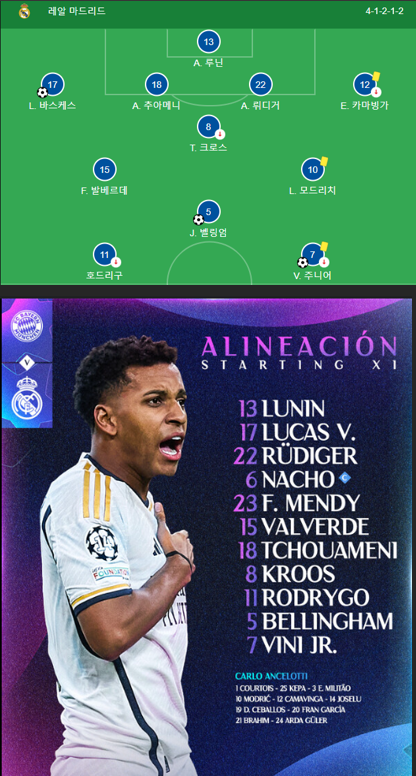 레알 마드리드
4-1-2-1-2
13
A. 루닌
17
18
22
12
L. 바스케스
A. 추아메니
A. 뤼디거
E. 카마빙가
8
T. 크로스
15
10
F. 발베르데
L. 모드리치
5
J. 벨링엄
11
7
호드리구
V. 주니어
V
ALINEACIÓN
STARTING XI
13 LUNIN
17 LUCAS V.
22 RÜDIGER
6 NACHO C
23 F. MENDY
15 VALVERDE
18 TCHOUAMENI
8 KROOS
11 RODRYGO
5 BELLINGHAM
7 VINI JR.
FOUNDATION
CARLO ANCELOTTI
1 COURTOIS - 25 KEPA - 3 E. MILITÃO
10 MODRIĆ - 12 CAMAVINGA - 14 JOSELU
19 D. CEBALLOS - 20 FRAN GARCÍA
21 BRAHIM - 24 ARDA GÜLER